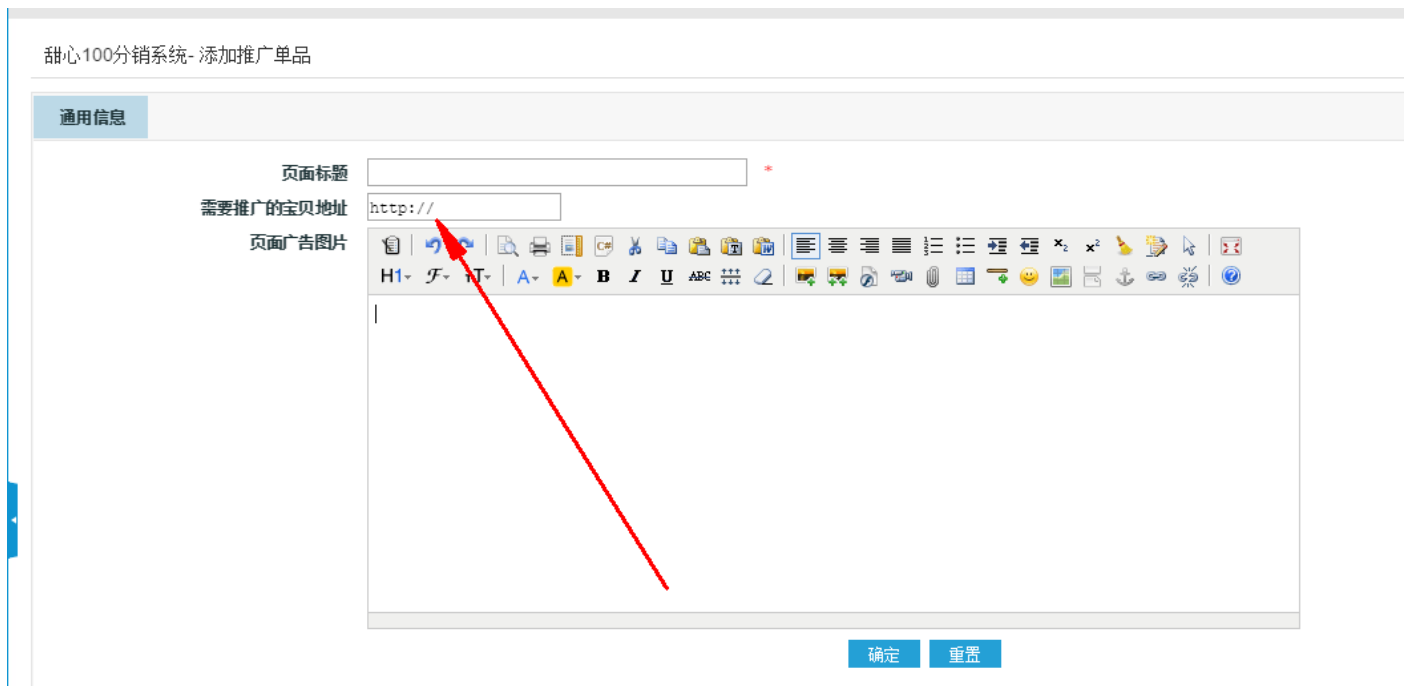 甜心100分销系统- 添加推广单品
通用信息
页面标题 *
需要推广的宝贝地址 http://
页面广告图片
H1 F T A A B I U ABC
确定 重置